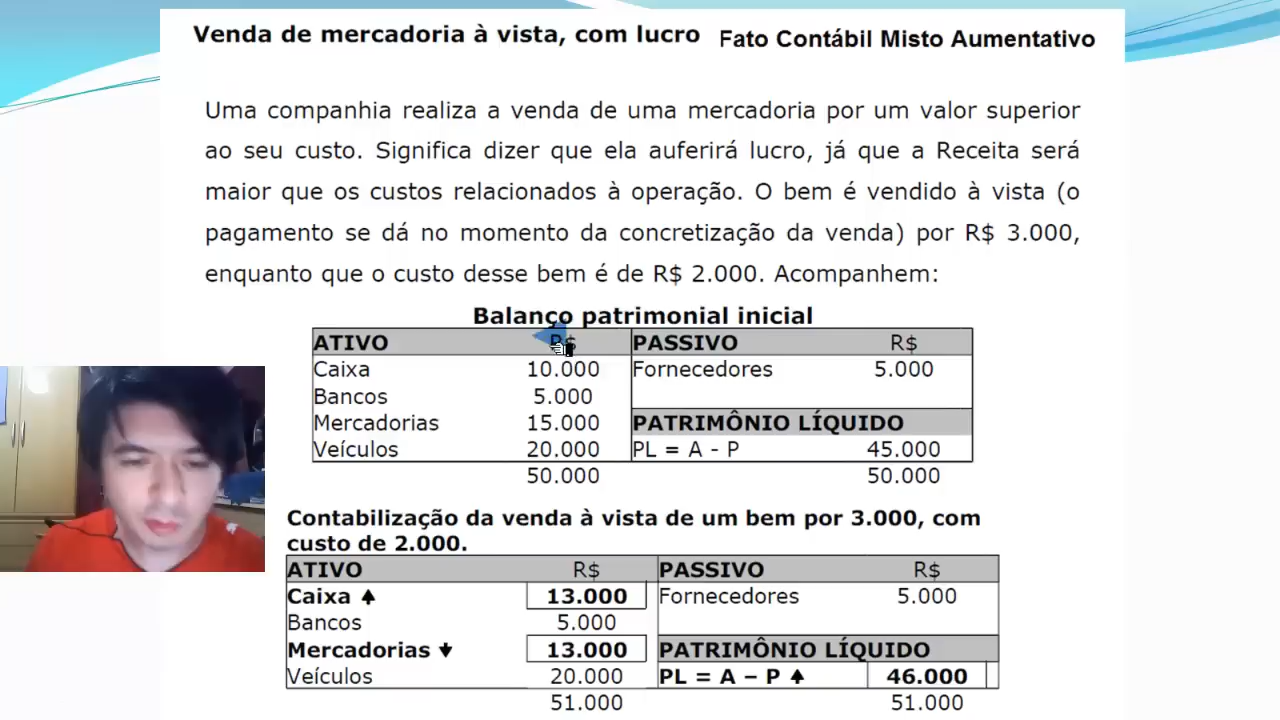 Venda de mercadoria à vista, com lucro Fato Contábil Misto Aumentativo
Uma companhia realiza a venda de uma mercadoria por um valor superior
ao seu custo. Significa dizer que ela auferirá lucro, já que a Receita será
maior que os custos relacionados à operação. O bem é vendido à vista (o
pagamento se dá no momento da concretização da venda) por R$ 3.000,
enquanto que o custo desse bem é de R$ 2.000. Acompanhem:
Balanço patrimonial inicial
ATIVO R$ PASSIVO R$
Caixa 10.000 Fornecedores 5.000
Bancos 5.000
Mercadorias 15.000 PATRIMÔNIO LÍQUIDO
Veículos 20.000 PL = A - P 45.000
50.000 50.000
Contabilização da venda à vista de um bem por 3.000, com
custo de 2.000.
ATIVO R$ PASSIVO R$
Caixa 13.000 Fornecedores 5.000
Bancos 5.000
Mercadorias 13.000 PATRIMÔNIO LÍQUIDO
Veículos 20.000 PL = A – P 46.000
51.000 51.000